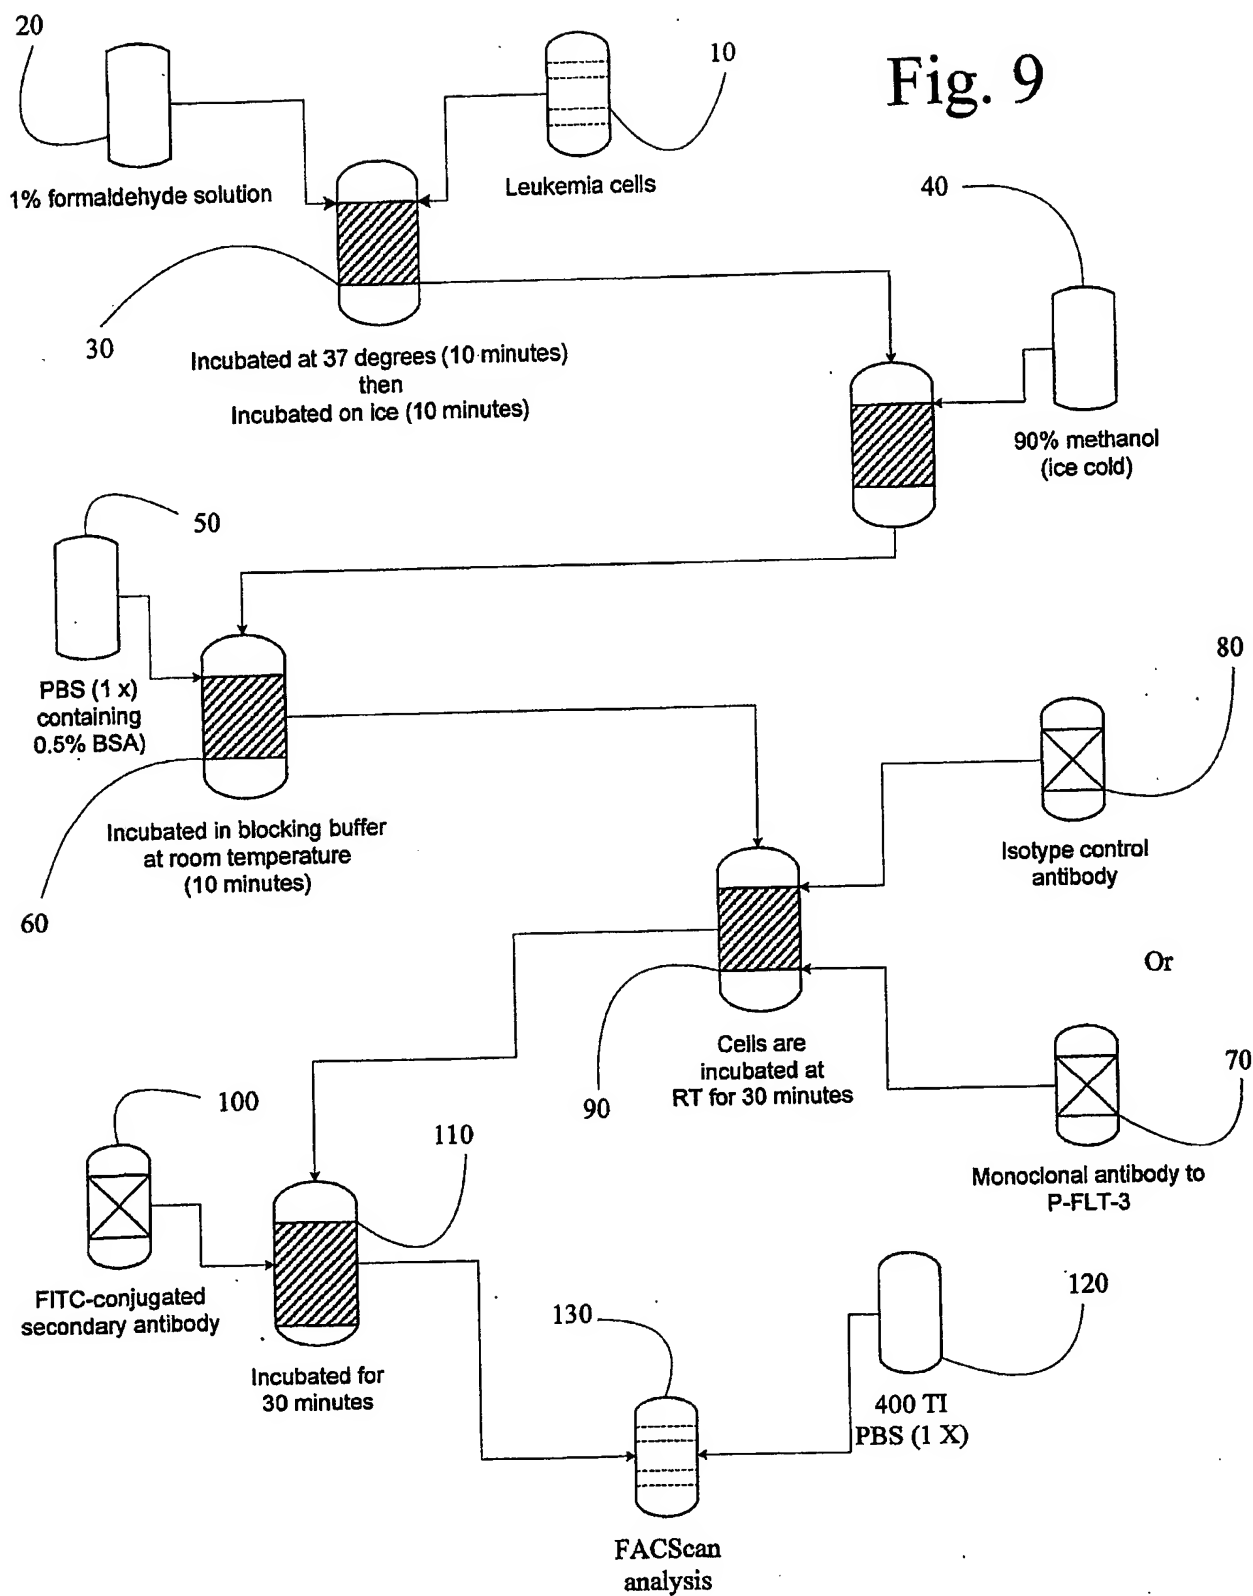 Fig. 9
20
10
1% formaldehyde solution
Leukemia cells
40
30
Incubated at 37 degrees (10 minutes)
then
Incubated on ice (10 minutes)
90% methanol
(ice cold)
50
PBS (1 x)
containing
0.5% BSA)
80
Incubated in blocking buffer
at room temperature
(10 minutes)
60
Isotype control
antibody
Or
Cells are
incubated at
RT for 30 minutes
90
70
Monoclonal antibody to
P-FLT-3
100
110
FITC-conjugated
secondary antibody
Incubated for
30 minutes
130
120
400 TI
PBS (1 X)
FACScan
analysis